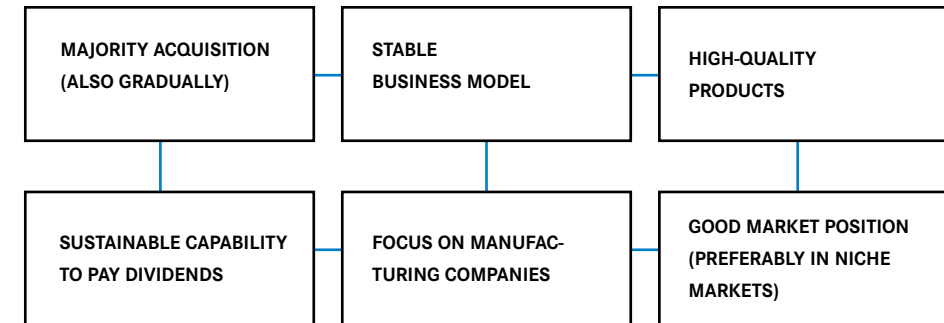 MAJORITY ACQUISITION
(ALSO GRADUALLY)
STABLE
BUSINESS MODEL
HIGH-QUALITY
PRODUCTS
SUSTAINABLE CAPABILITY
TO PAY DIVIDENDS
FOCUS ON MANUFAC-
TURING COMPANIES
GOOD MARKET POSITION
(PREFERABLY IN NICHE
MARKETS)